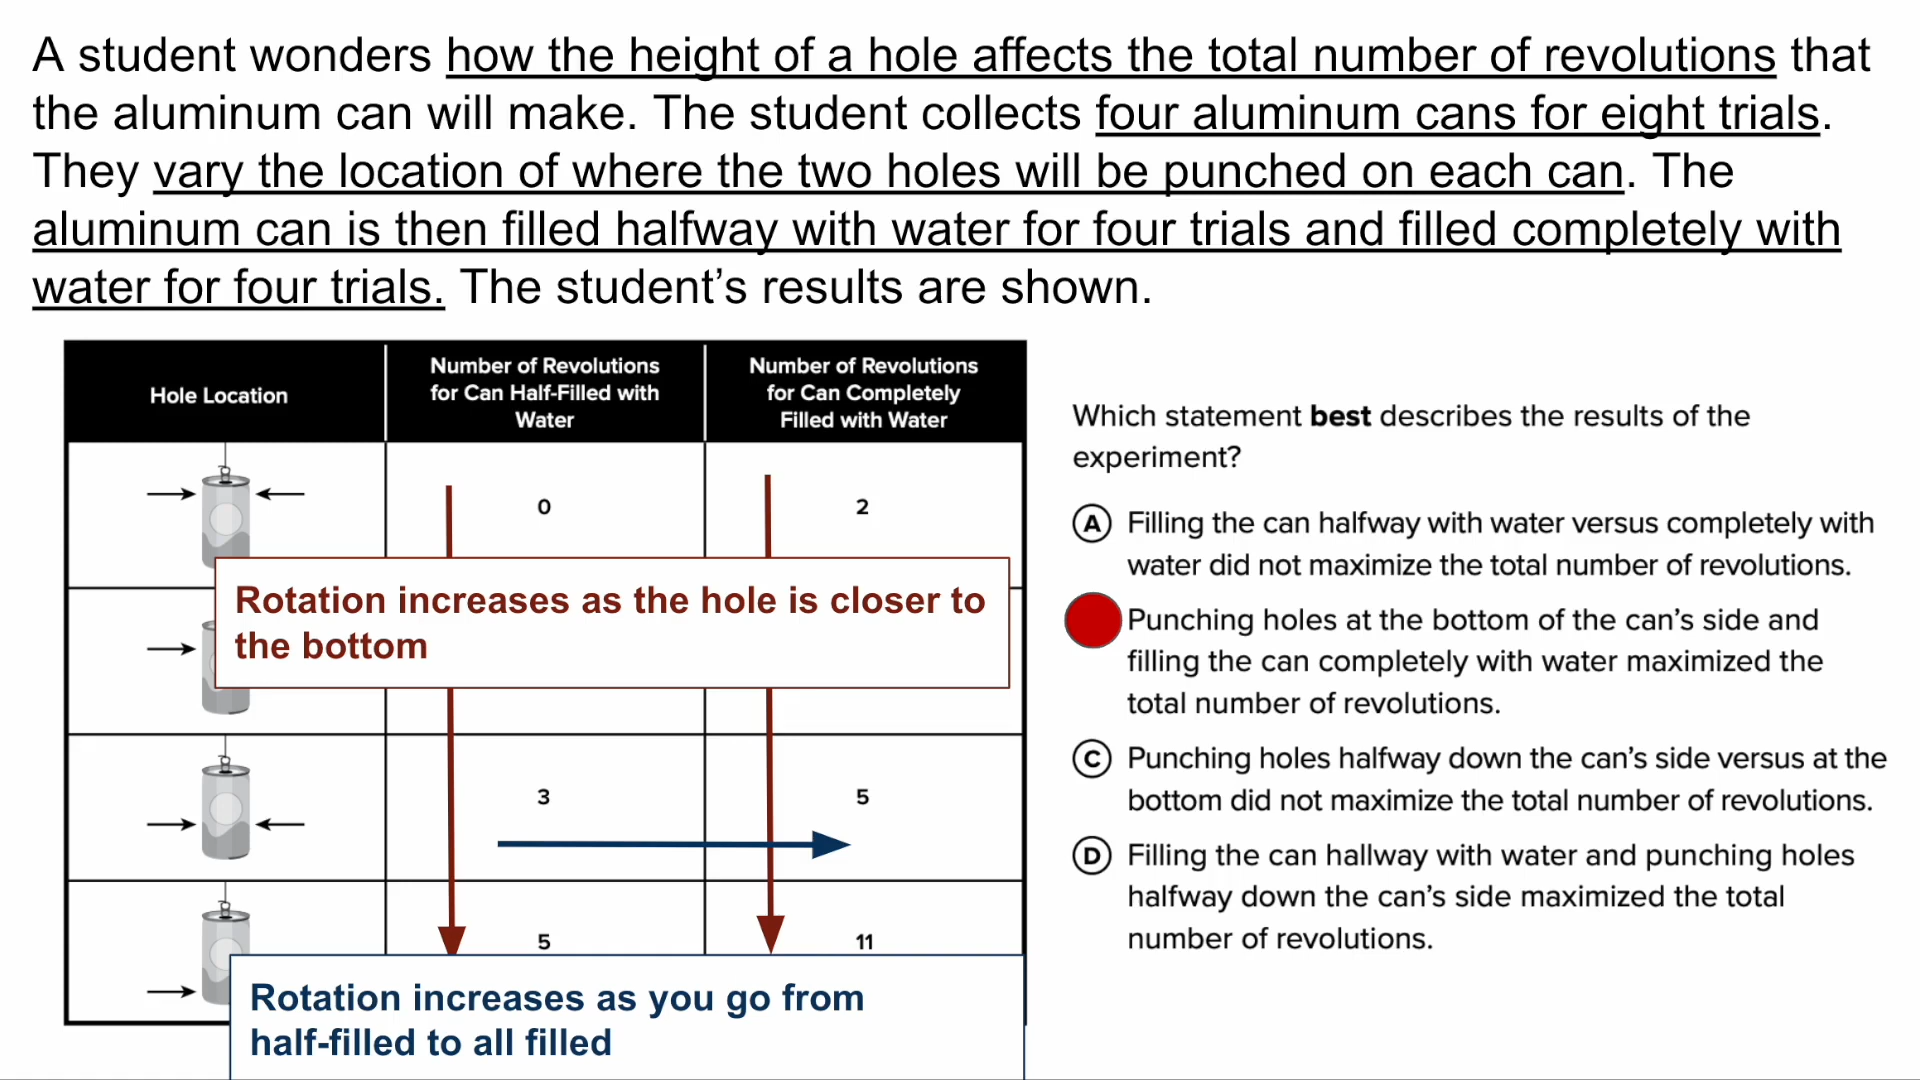 A student wonders how the height of a hole affects the total number of revolutions that
the aluminum can will make. The student collects four aluminum cans for eight trials.
They vary the location of where the two holes will be punched on each can. The
aluminum can is then filled halfway with water for four trials and filled completely with
water for four trials. The student’s results are shown.
Hole Location
Number of Revolutions
for Can Half-Filled with
Water
Number of Revolutions
for Can Completely
Filled with Water
0
2
Rotation increases as the hole is closer to
the bottom
3
5
5
11
Rotation increases as you go from
half-filled to all filled
Which statement best describes the results of the
experiment?
A Filling the can halfway with water versus completely with
water did not maximize the total number of revolutions.
Punching holes at the bottom of the can’s side and
filling the can completely with water maximized the
total number of revolutions.
C Punching holes halfway down the can’s side versus at the
bottom did not maximize the total number of revolutions.
D Filling the can hallway with water and punching holes
halfway down the can’s side maximized the total
number of revolutions.